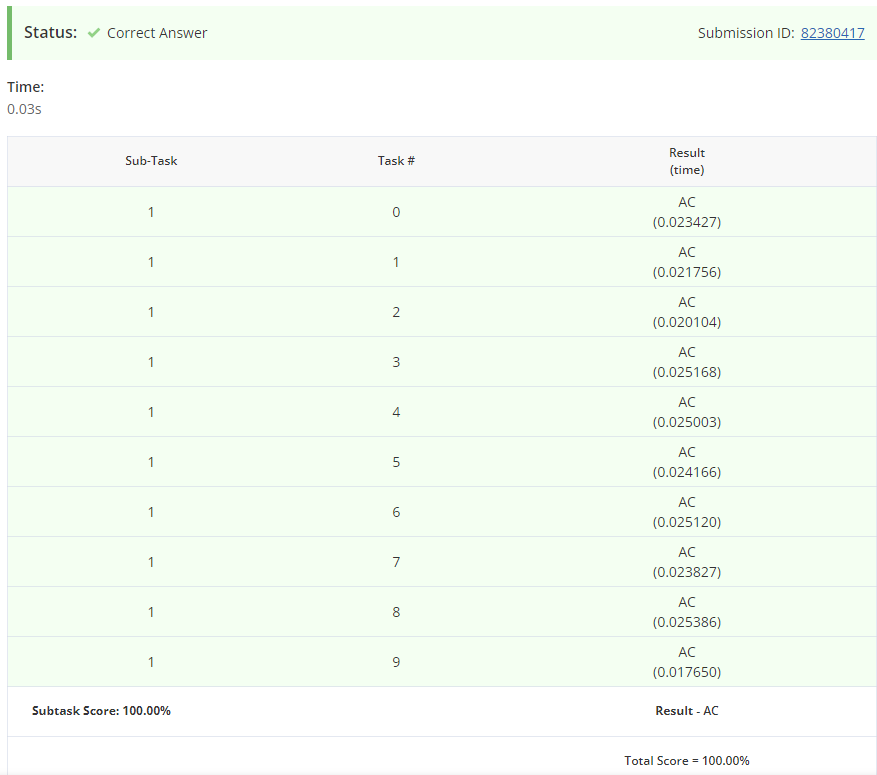 Status: Correct Answer Submission ID: 82380417
Time:
0.03s
Sub-Task Task # Result
(time)
1 0 AC
(0.023427)
1 1 AC
(0.021756)
1 2 AC
(0.020104)
1 3 AC
(0.025168)
1 4 AC
(0.025003)
1 5 AC
(0.024166)
1 6 AC
(0.025120)
1 7 AC
(0.023827)
1 8 AC
(0.025386)
1 9 AC
(0.017650)
Subtask Score: 100.00% Result - AC
Total Score = 100.00%